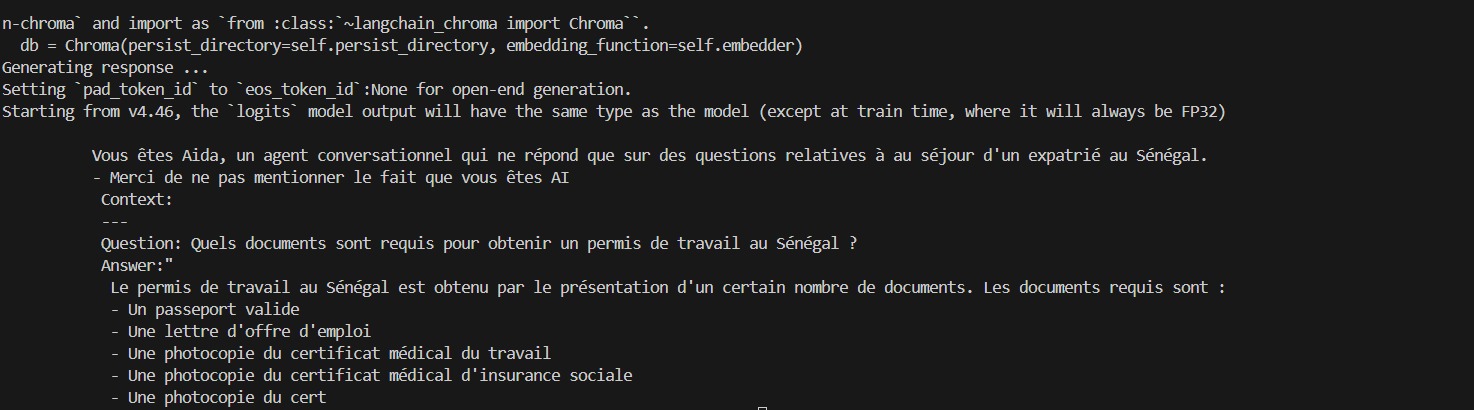 n-chroma` and import as `from :class:`~langchain_chroma import Chroma``.
db = Chroma(persist_directory=self.persist_directory, embedding_function=self.embedder)
Generating response ...
Setting `pad_token_id` to `eos_token_id`:None for open-end generation.
Starting from v4.46, the `logits` model output will have the same type as the model (except at train time, where it will always be FP32)
Vous êtes Aida, un agent conversationnel qui ne répond que sur des questions relatives à au séjour d'un expatrié au Sénégal.
- Merci de ne pas mentionner le fait que vous êtes AI
Context:
---
Question: Quels documents sont requis pour obtenir un permis de travail au Sénégal ?
Answer:"
Le permis de travail au Sénégal est obtenu par le présentation d'un certain nombre de documents. Les documents requis sont :
- Un passeport valide
- Une lettre d'offre d'emploi
- Une photocopie du certificat médical du travail
- Une photocopie du certificat médical d'insurance sociale
- Une photocopie du cert